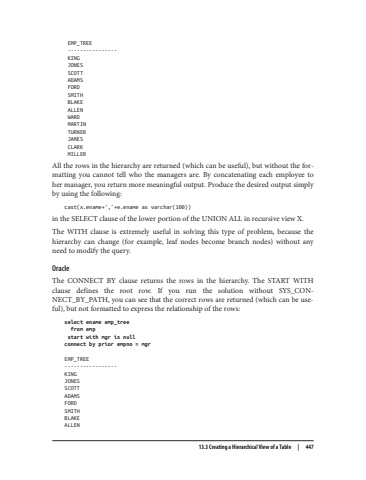 EMP_TREE
----------------
KING
JONES
SCOTT
ADAMS
FORD
SMITH
BLAKE
ALLEN
WARD
MARTIN
TURNER
JAMES
CLARK
MILLER
All the rows in the hierarchy are returned (which can be useful), but without the for-
matting you cannot tell who the managers are. By concatenating each employee to
her manager, you return more meaningful output. Produce the desired output simply
by using the following:
cast(x.ename+','+e.ename as varchar(100))
in the SELECT clause of the lower portion of the UNION ALL in recursive view X.
The WITH clause is extremely useful in solving this type of problem, because the
hierarchy can change (for example, leaf nodes become branch nodes) without any
need to modify the query.
Oracle
The CONNECT BY clause returns the rows in the hierarchy. The START WITH
clause defines the root row. If you run the solution without SYS_CON-
NECT_BY_PATH, you can see that the correct rows are returned (which can be use-
ful), but not formatted to express the relationship of the rows:
select ename emp_tree
from emp
start with mgr is null
connect by prior empno = mgr
EMP_TREE
-----------------
KING
JONES
SCOTT
ADAMS
FORD
SMITH
BLAKE
ALLEN
13.3 Creating a Hierarchical View of a Table | 447